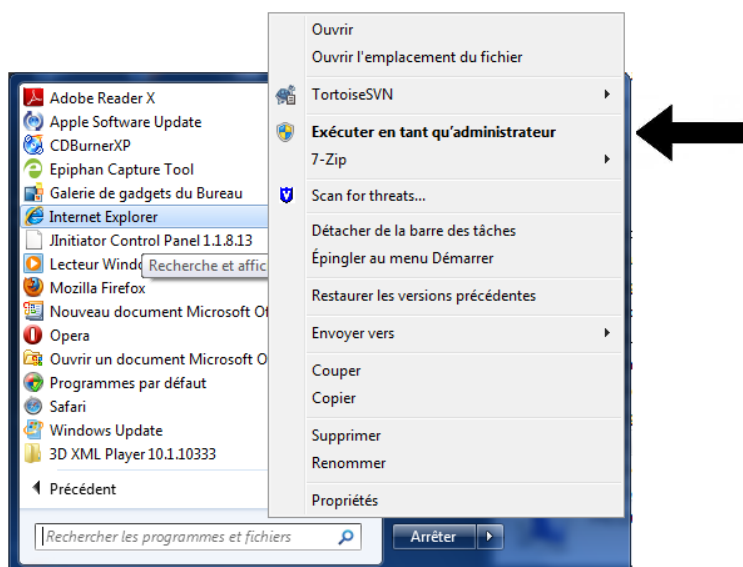 Ouvrir
Ouvrir l'emplacement du fichier
TortoiseSVN
Exécuter en tant qu'administrateur
7-Zip
Scan for threats...
Détacher de la barre des tâches
Épingler au menu Démarrer
Restaurer les versions précédentes
Envoyer vers
Couper
Copier
Supprimer
Renommer
Propriétés
Adobe Reader X
Apple Software Update
CDBurnerXP
Epiphan Capture Tool
Galerie de gadgets du Bureau
Internet Explorer
JInitiator Control Panel 1.1.8.13
Lecteur Windo
Recherche et affic
Mozilla Firefox
Nouveau document Microsoft Of
Opera
Ouvrir un document Microsoft O
Programmes par défaut
Safari
Windows Update
3D XML Player 10.1.10333
Précédent
Rechercher les programmes et fichiers
Arrêter